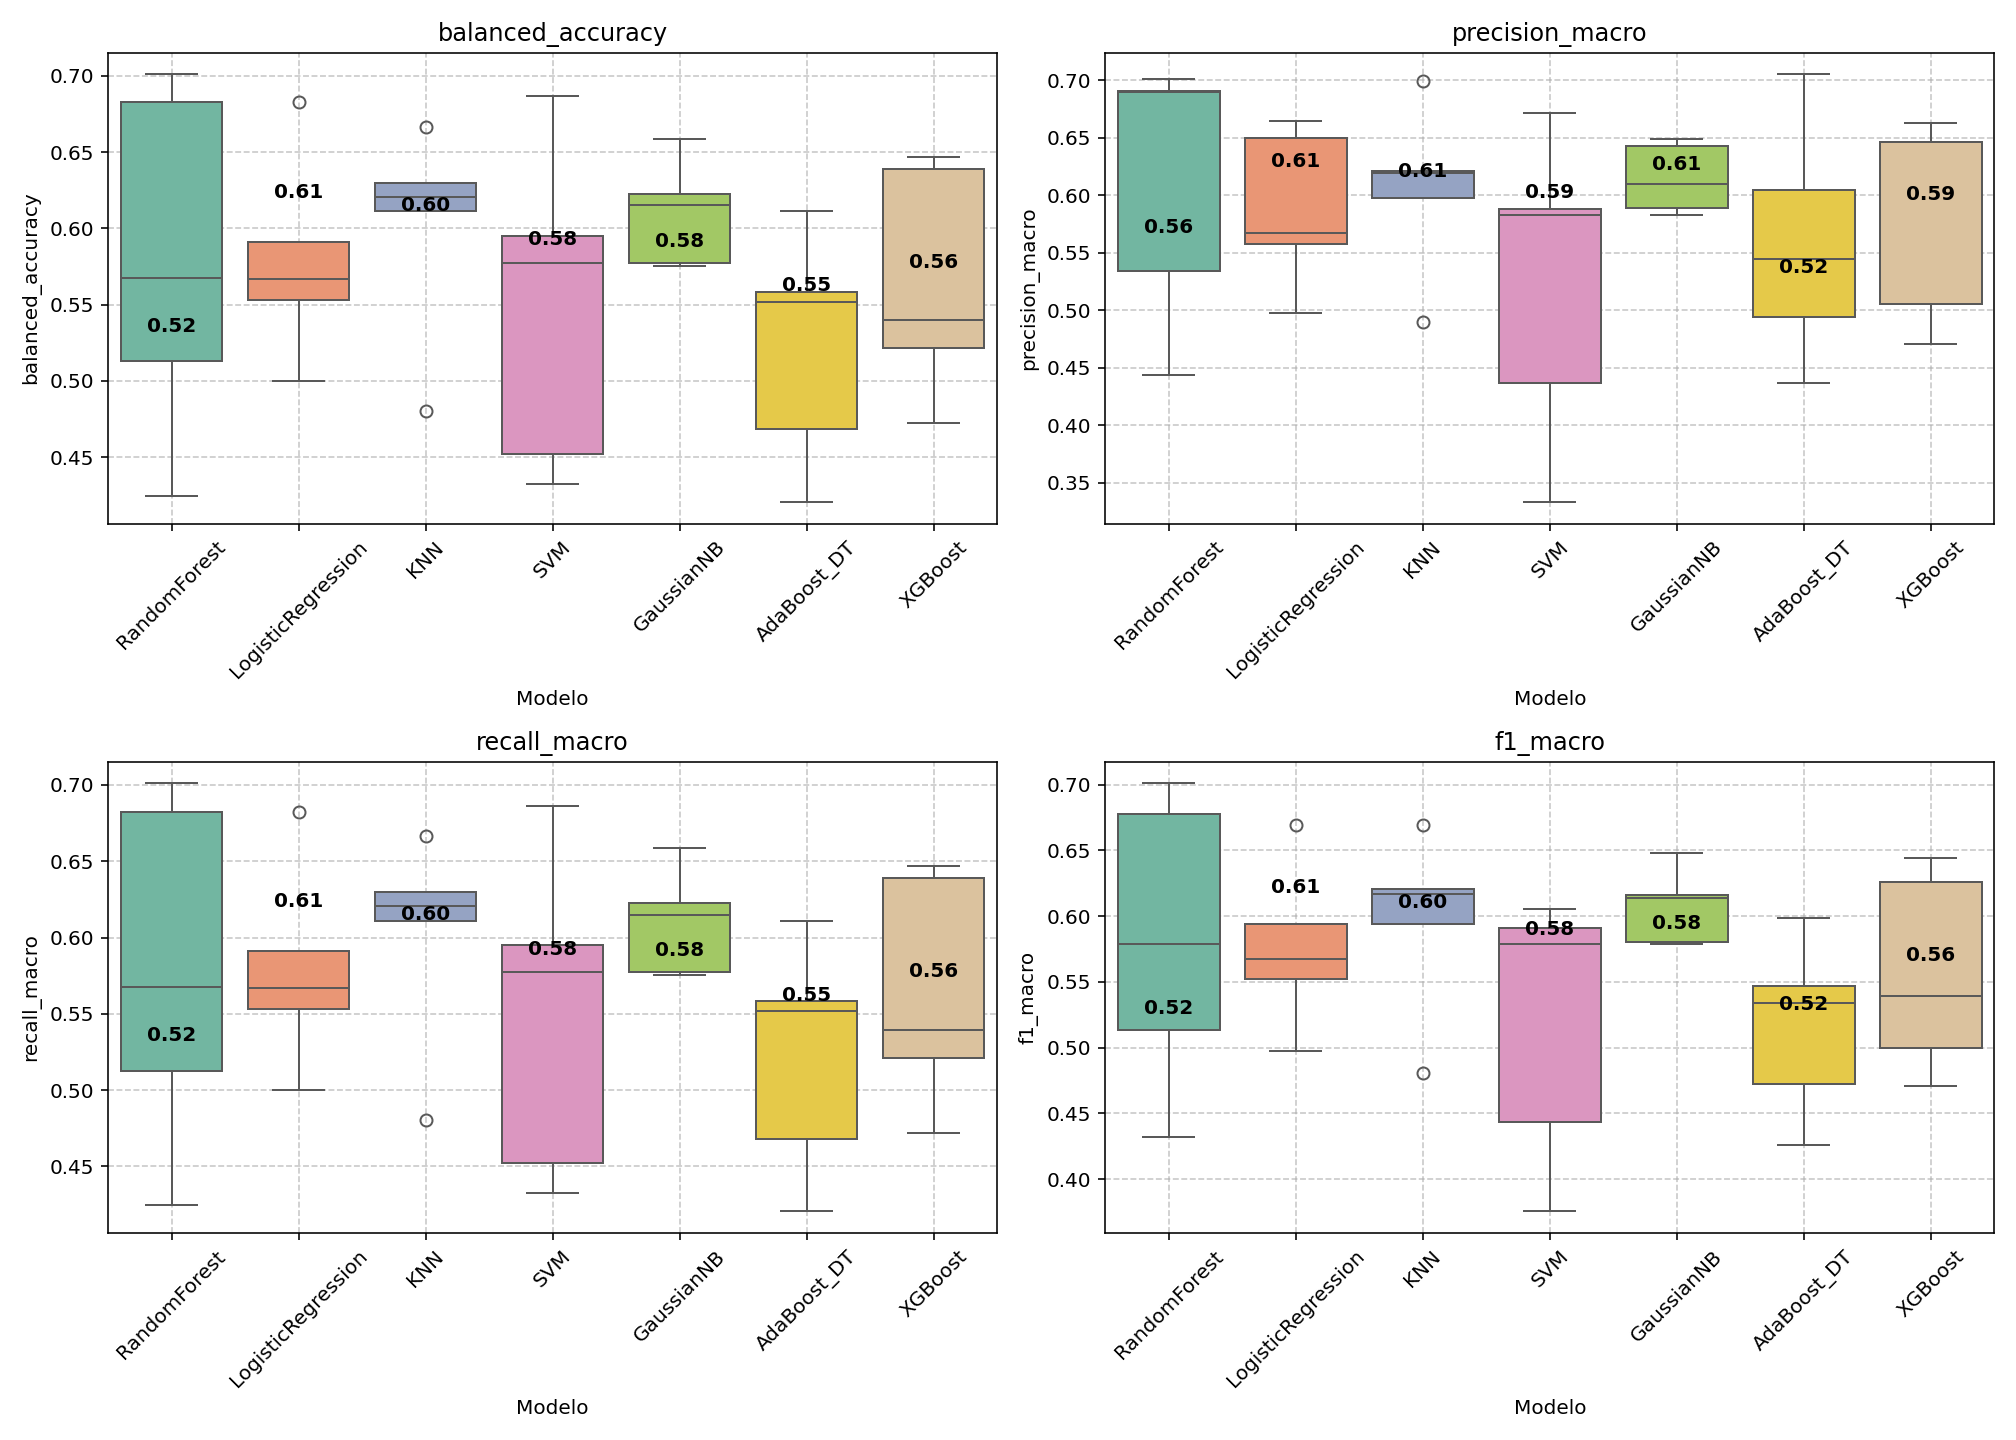 balanced_accuracy
balanced_accuracy
0.70
0.65
0.60
0.55
0.50
0.45
0.52
0.61
0.60
0.58
0.58
0.55
0.56
RandomForest
LogisticRegression
KNN
SVM
GaussianNB
AdaBoost_DT
XGBoost
Modelo
precision_macro
precision_macro
0.70
0.65
0.60
0.55
0.50
0.45
0.40
0.35
0.56
0.61
0.61
0.59
0.61
0.52
0.59
RandomForest
LogisticRegression
KNN
SVM
GaussianNB
AdaBoost_DT
XGBoost
Modelo
recall_macro
recall_macro
0.70
0.65
0.60
0.55
0.50
0.45
0.52
0.61
0.60
0.58
0.58
0.55
0.56
RandomForest
LogisticRegression
KNN
SVM
GaussianNB
AdaBoost_DT
XGBoost
Modelo
f1_macro
f1_macro
0.70
0.65
0.60
0.55
0.50
0.45
0.40
0.52
0.61
0.60
0.58
0.58
0.52
0.56
RandomForest
LogisticRegression
KNN
SVM
GaussianNB
AdaBoost_DT
XGBoost
Modelo